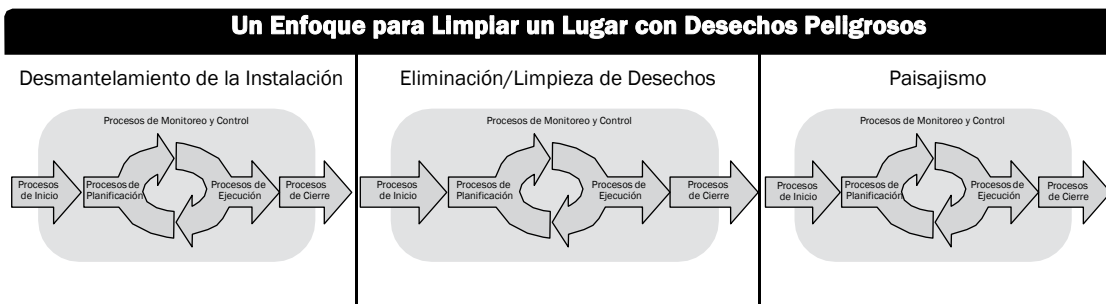 Un Enfoque para Limpiar un Lugar con Desechos Peligrosos
Desmantelamiento de la Instalación
Procesos de Monitoreo y Control
Procesos
de Inicio
Procesos de
Planificación
Procesos de
Ejecución
Procesos
de Cierre
Eliminación/Limpieza de Desechos
Procesos de Monitoreo y Control
Procesos
de Inicio
Procesos de
Planificación
Procesos de
Ejecución
Procesos
de Cierre
Paisajismo
Procesos de Monitoreo y Control
Procesos
de Inicio
Procesos de
Planificación
Procesos de
Ejecución
Procesos
de Cierre